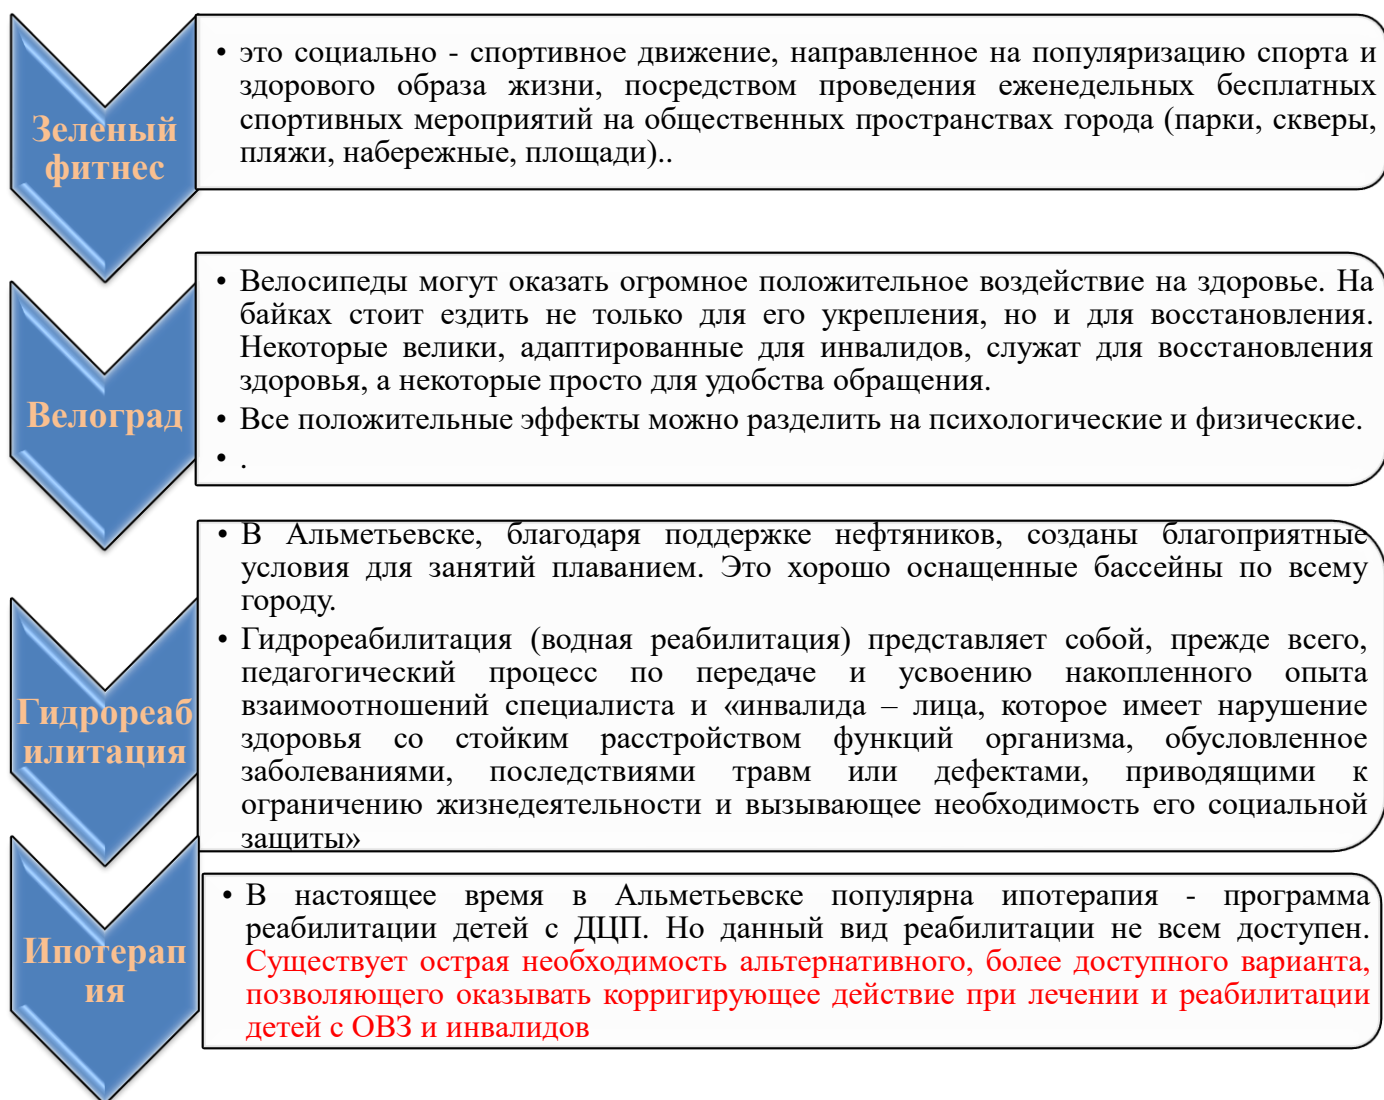 Зеленый
фитнес
• это социально - спортивное движение, направленное на популяризацию спорта и
здорового образа жизни, посредством проведения еженедельных бесплатных
спортивных мероприятий на общественных пространствах города (парки, скверы,
пляжи, набережные, площади)..
Велоград
• Велосипеды могут оказать огромное положительное воздействие на здоровье. На
байках стоит ездить не только для его укрепления, но и для восстановления.
Некоторые велики, адаптированные для инвалидов, служат для восстановления
здоровья, а некоторые просто для удобства обращения.
• Все положительные эффекты можно разделить на психологические и физические.
• .
Гидрореаб
илитация
• В Альметьевске, благодаря поддержке нефтяников, созданы благоприятные
условия для занятий плаванием. Это хорошо оснащенные бассейны по всему
городу.
• Гидрореабилитация (водная реабилитация) представляет собой, прежде всего,
педагогический процесс по передаче и усвоению накопленного опыта
взаимоотношений специалиста и «инвалида – лица, которое имеет нарушение
здоровья со стойким расстройством функций организма, обусловленное
заболеваниями, последствиями травм или дефектами, приводящими к
ограничению жизнедеятельности и вызывающее необходимость его социальной
защиты»
Ипотерап
ия
• В настоящее время в Альметьевске популярна ипотерапия - программа
реабилитации детей с ДЦП. Но данный вид реабилитации не всем доступен.
Существует острая необходимость альтернативного, более доступного варианта,
позволяющего оказывать корригирующее действие при лечении и реабилитации
детей с ОВЗ и инвалидов